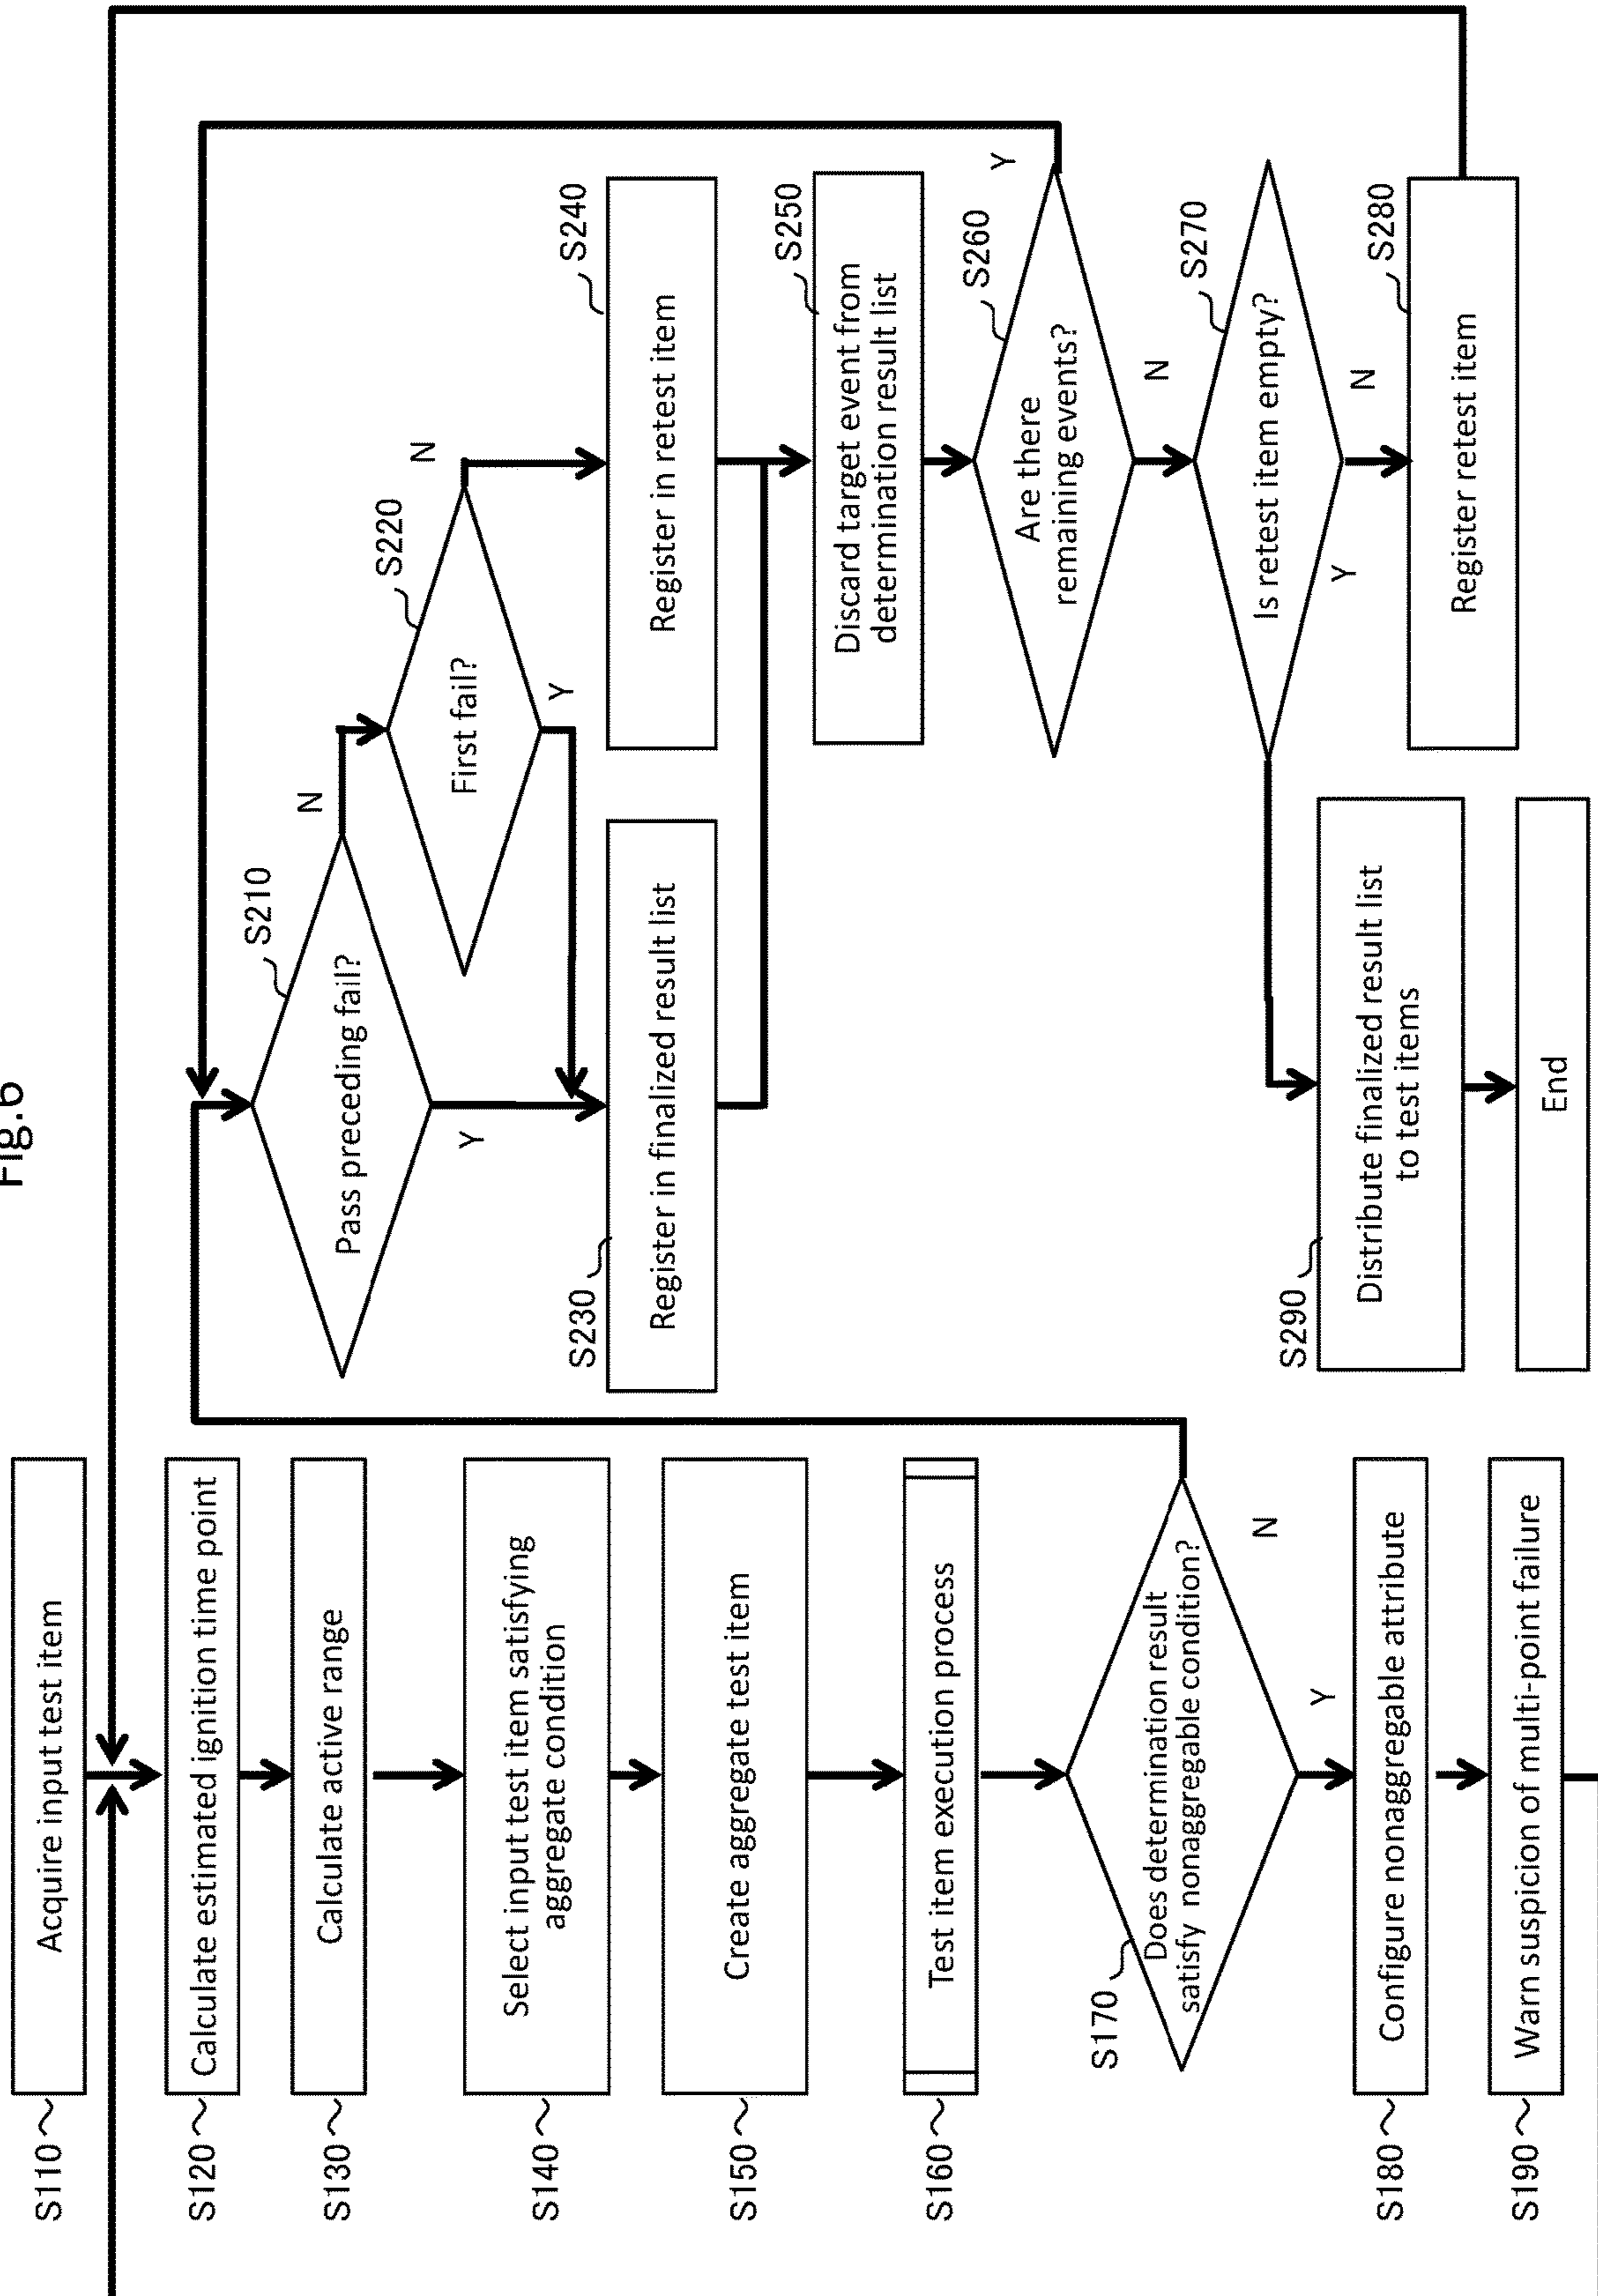 Fig.6
S110
Acquire input test item
S120
Calculate estimated ignition time point
S130
Calculate active range
S140
Select input test item satisfying
aggregate condition
S150
Create aggregate test item
S160
Test item execution process
S170
Does determination result
satisfy nonaggregable condition?
N
Y
S180
Configure nonaggregable attribute
S190
Warn suspicion of multi-point failure
S210
Pass preceding fail?
N
Y
S220
First fail?
N
Y
S230
Register in finalized result list
S240
Register in retest item
S250
Discard target event from
determination result list
S260
Are there
remaining events?
Y
N
S270
Is retest item empty?
N
Y
S280
Register retest item
S290
Distribute finalized result list
to test items
End